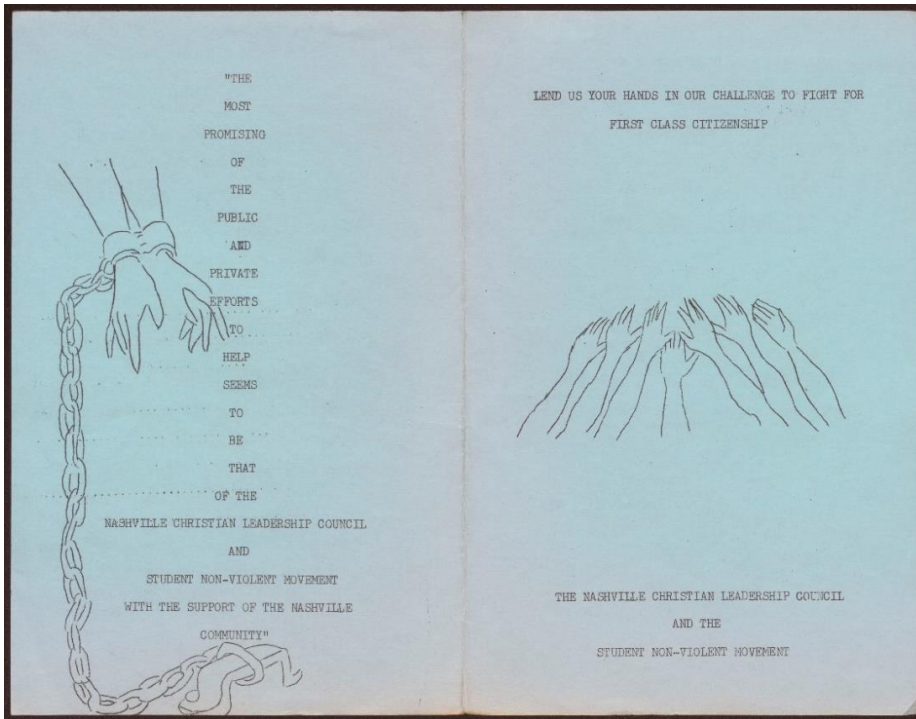 "THE
MOST
PROMISING
OF
THE
PUBLIC
AND
PRIVATE
EFFORTS
TO
HELP
SEEMS
TO
BE
THAT
OF THE
NASHVILLE CHRISTIAN LEADERSHIP COUNCIL
AND
STUDENT NON-VIOLENT MOVEMENT
WITH THE SUPPORT OF THE NASHVILLE
COMMUNITY"
LEND US YOUR HANDS IN OUR CHALLENGE TO FIGHT FOR
FIRST CLASS CITIZENSHIP
THE NASHVILLE CHRISTIAN LEADERSHIP COUNCIL
AND THE
STUDENT NON-VIOLENT MOVEMENT